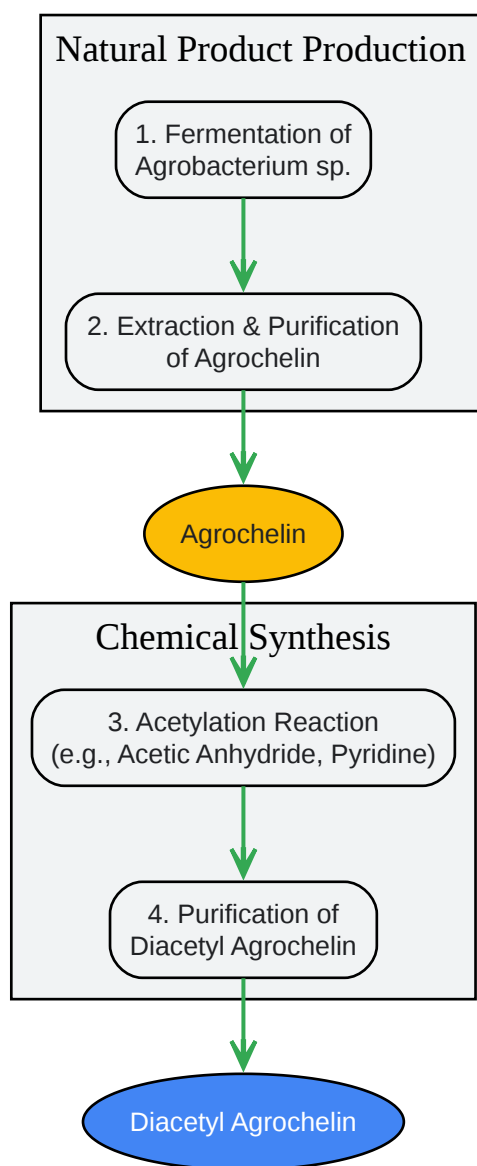 Natural Product Production
1. Fermentation of
Agrobacterium sp.
2. Extraction & Purification
of Agrochelin
Agrochelin
Chemical Synthesis
3. Acetylation Reaction
(e.g., Acetic Anhydride, Pyridine)
4. Purification of
Diacetyl Agrochelin
Diacetyl Agrochelin